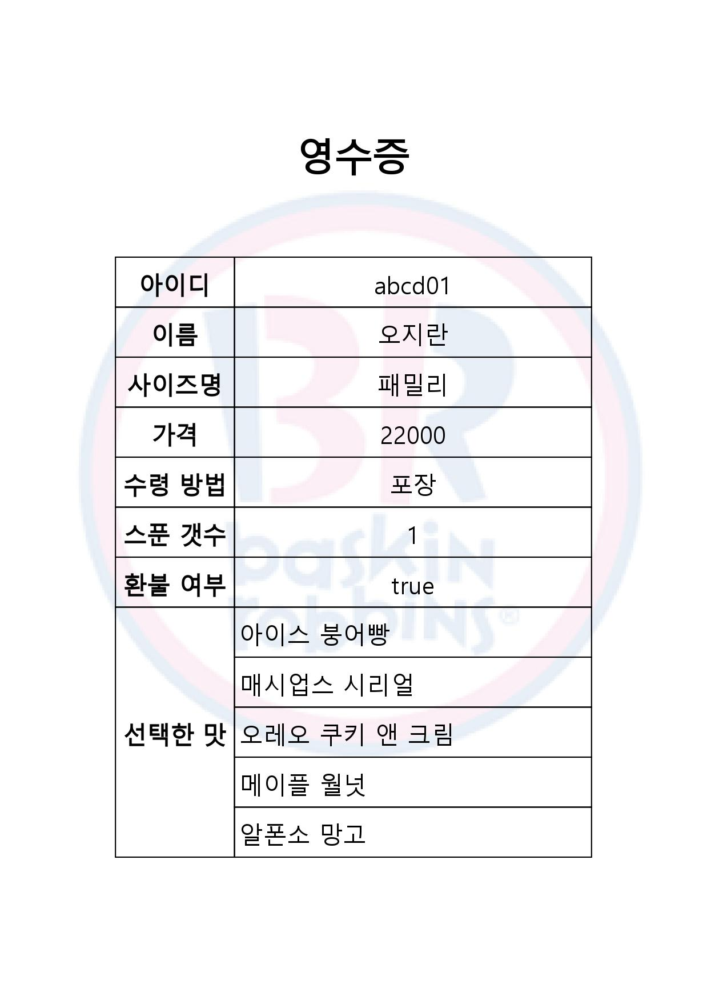 영수증
아이디 abcd01
이름 오지란
사이즈명 패밀리
가격 22000
수령 방법 포장
스푼 갯수 1
환불 여부 true
선택한 맛
아이스 붕어빵
매시업스 시리얼
오레오 쿠키 앤 크림
메이플 월넛
알폰소 망고
BR
baskin
robbins®